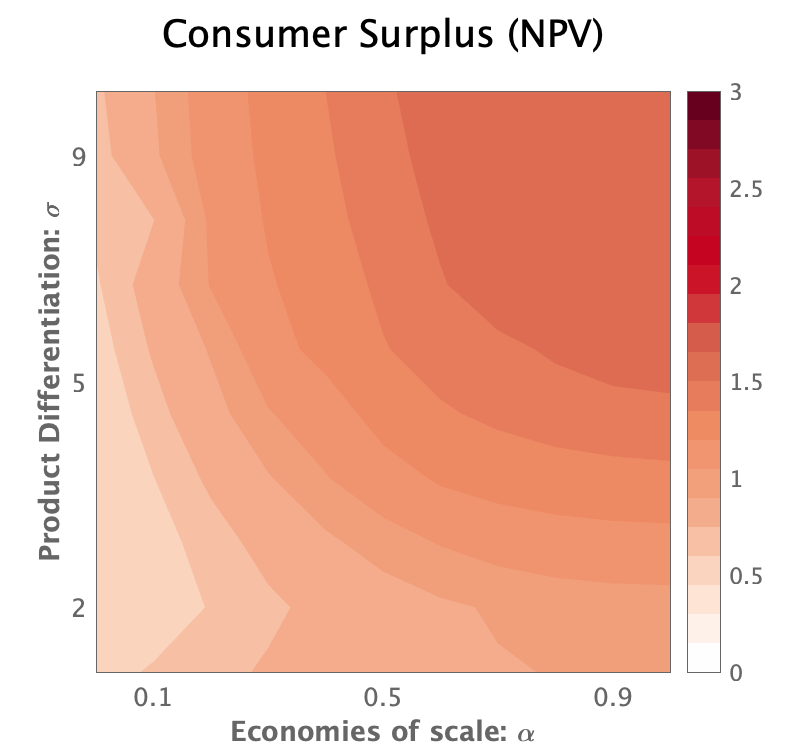 Consumer Surplus (NPV)
3
2.5
2
1.5
1
0.5
0
9
5
2
Product Differentiation: σ
0.1 0.5 0.9
Economies of scale: α